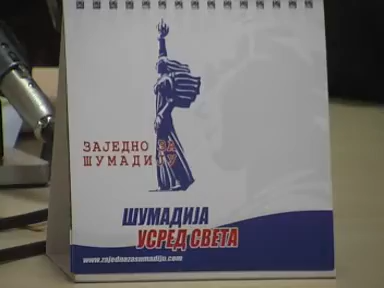 ЗАЈЕДНО ЗА
ШУМАДИЈУ
ШУМАДИЈА
УСРЕД СВЕТА
www.zajednozasumadiju.com